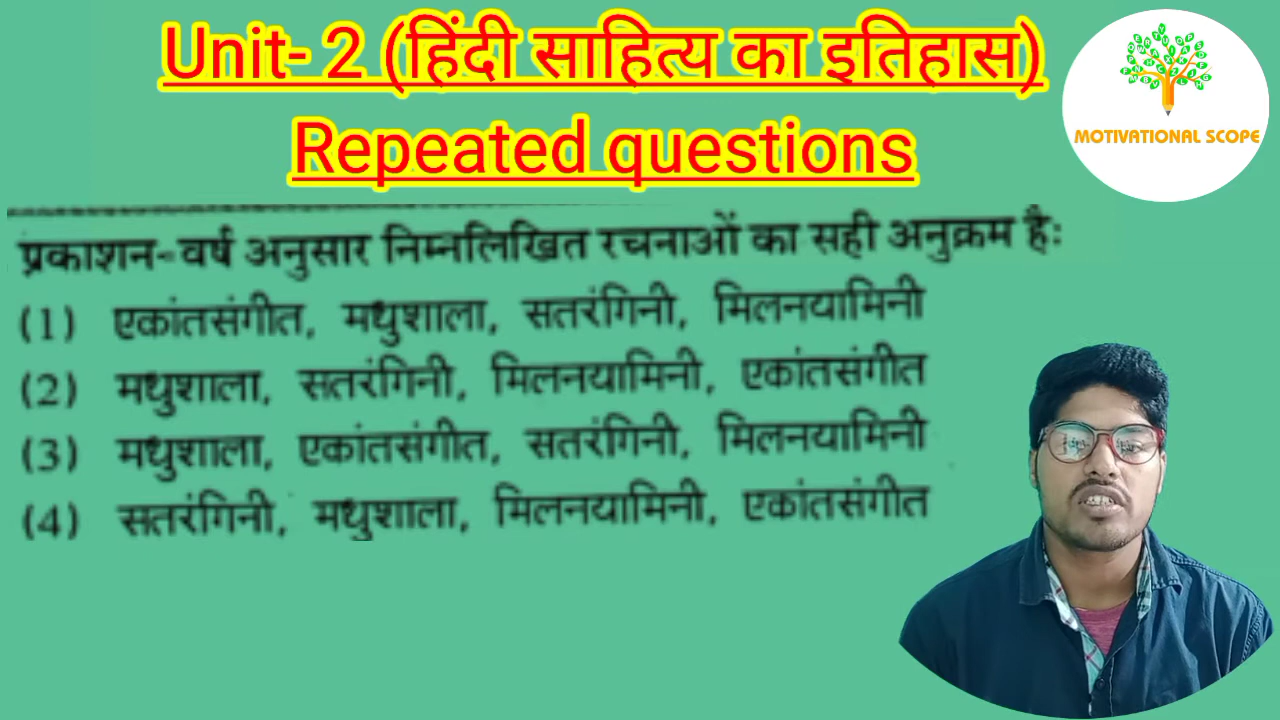 Unit- 2 (हिंदी साहित्य का इतिहास)
Repeated questions
MOTIVATIONAL SCOPE
प्रकाशन-वर्ष अनुसार निम्नलिखित रचनाओं का सही अनुक्रम है:
(1) एकांतसंगीत, मधुशाला, सतरंगिनी, मिलनयामिनी
(2) मधुशाला, सतरंगिनी, मिलनयामिनी, एकांतसंगीत
(3) मधुशाला, एकांतसंगीत, सतरंगिनी, मिलनयामिनी
(4) सतरंगिनी, मधुशाला, मिलनयामिनी, एकांतसंगीत